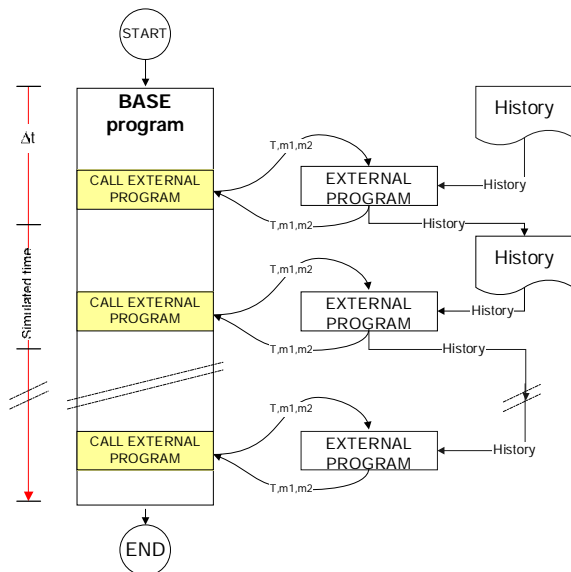 START
BASE
program
History
Δt
T,m1,m2
CALL EXTERNAL
PROGRAM
EXTERNAL
PROGRAM
History
T,m1,m2
History
History
Simulated time
T,m1,m2
CALL EXTERNAL
PROGRAM
EXTERNAL
PROGRAM
History
T,m1,m2
History
T,m1,m2
CALL EXTERNAL
PROGRAM
EXTERNAL
PROGRAM
History
T,m1,m2
END